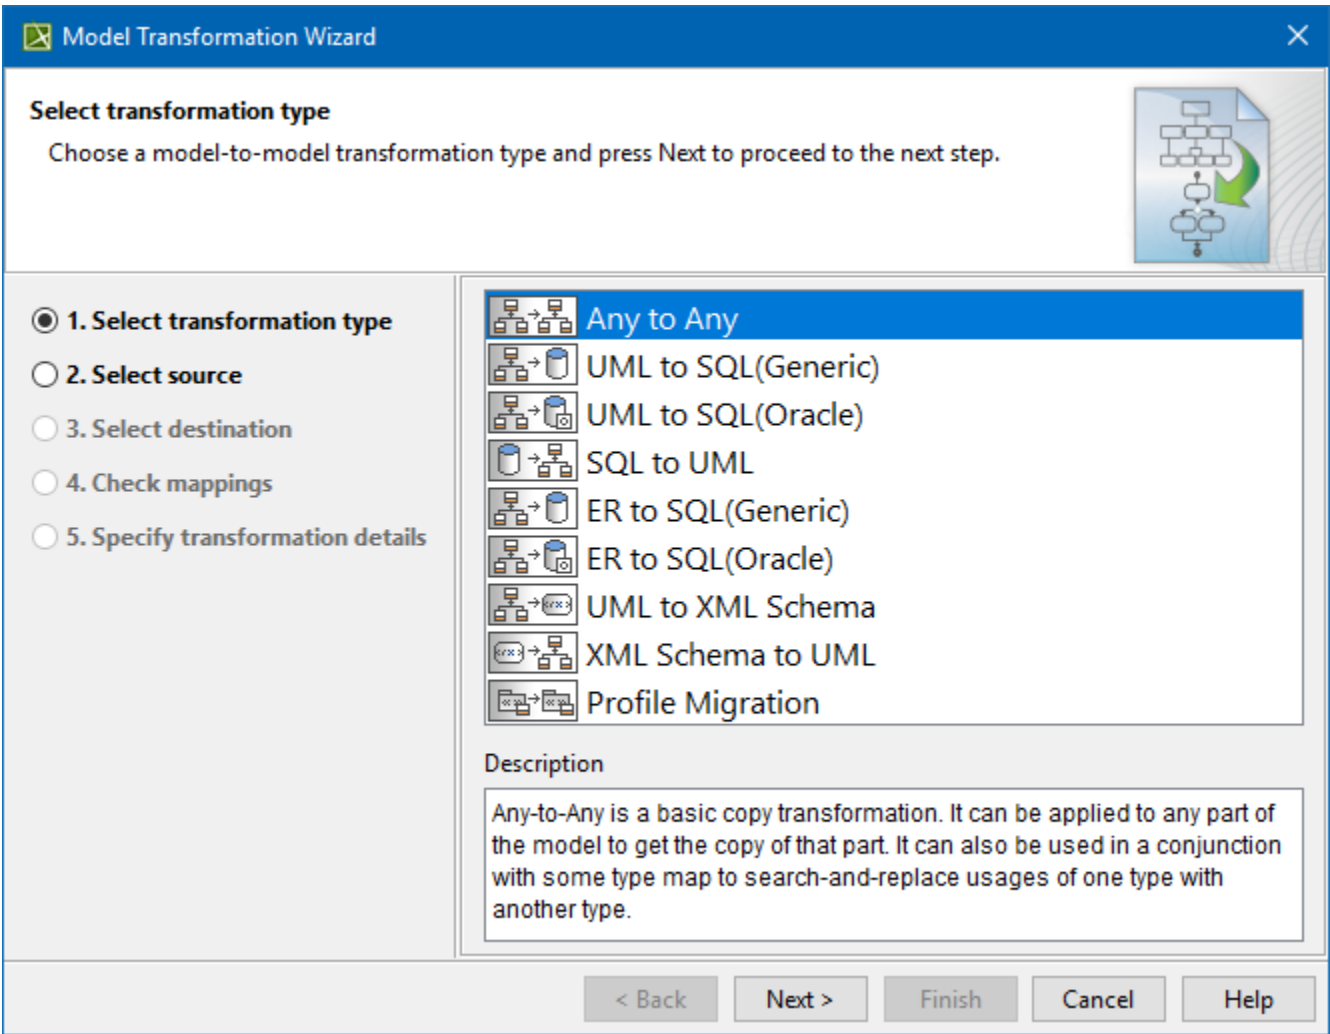 Model Transformation Wizard
Select transformation type
Choose a model-to-model transformation type and press Next to proceed to the next step.
1. Select transformation type
2. Select source
3. Select destination
4. Check mappings
5. Specify transformation details
Any to Any
UML to SQL(Generic)
UML to SQL(Oracle)
SQL to UML
ER to SQL(Generic)
ER to SQL(Oracle)
UML to XML Schema
XML Schema to UML
Profile Migration
Description
Any-to-Any is a basic copy transformation. It can be applied to any part of
the model to get the copy of that part. It can also be used in a conjunction
with some type map to search-and-replace usages of one type with
another type.
< Back
Next >
Finish
Cancel
Help